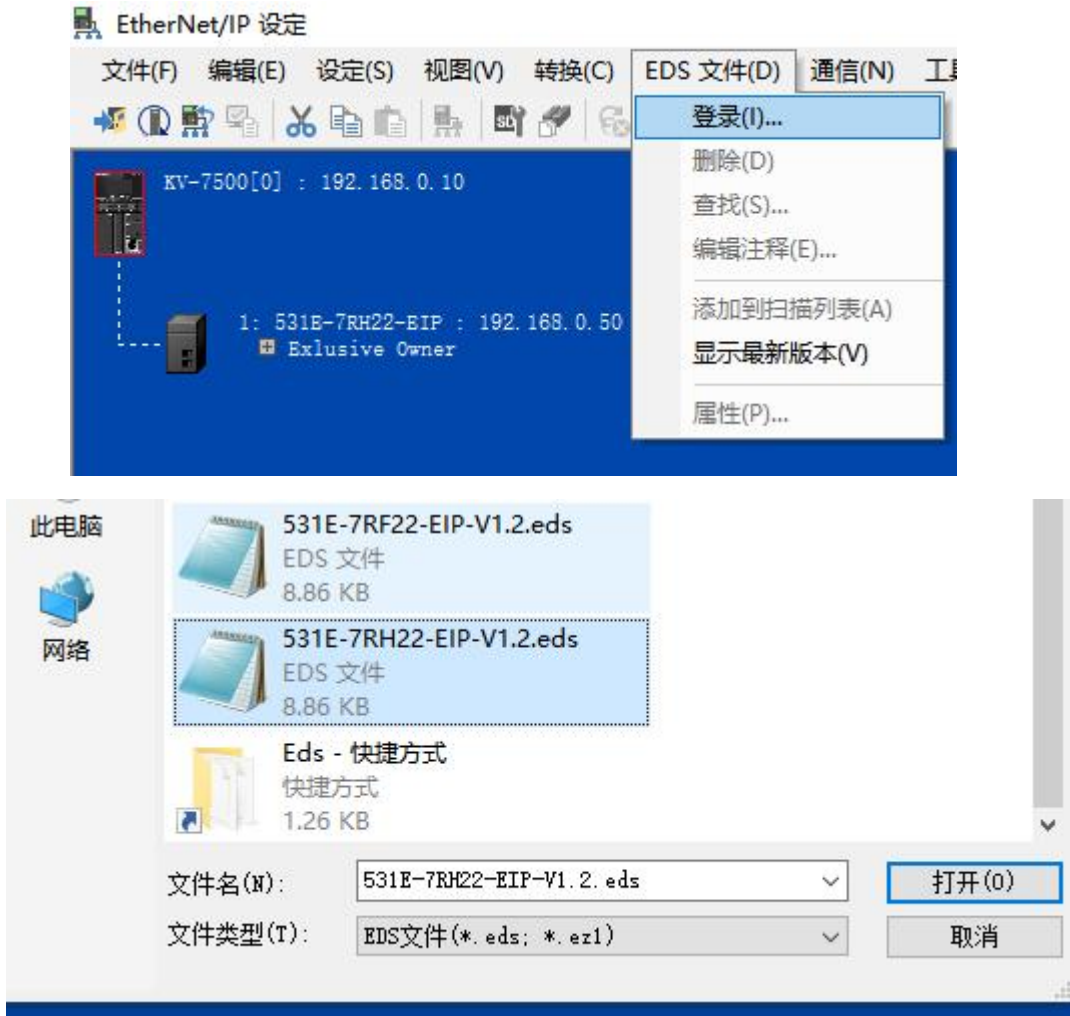 EtherNet/IP 设定
文件(F) 编辑(E) 设定(S) 视图(V) 转换(C) EDS 文件(D) 通信(N)
登录(I)...
删除(D)
查找(S)...
编辑注释(E)...
添加到扫描列表(A)
显示最新版本(V)
属性(P)...
KV-7500[0] : 192.168.0.10
1: 531E-7RH22-EIP : 192.168.0.50
Exlusive Owner
此电脑
网络
531E-7RF22-EIP-V1.2.eds
EDS 文件
8.86 KB
531E-7RH22-EIP-V1.2.eds
EDS 文件
8.86 KB
Eds - 快捷方式
快捷方式
1.26 KB
文件名(N): 531E-7RH22-EIP-V1.2.eds 打开(O)
文件类型(T): EDS文件(*.eds; *.ez1) 取消